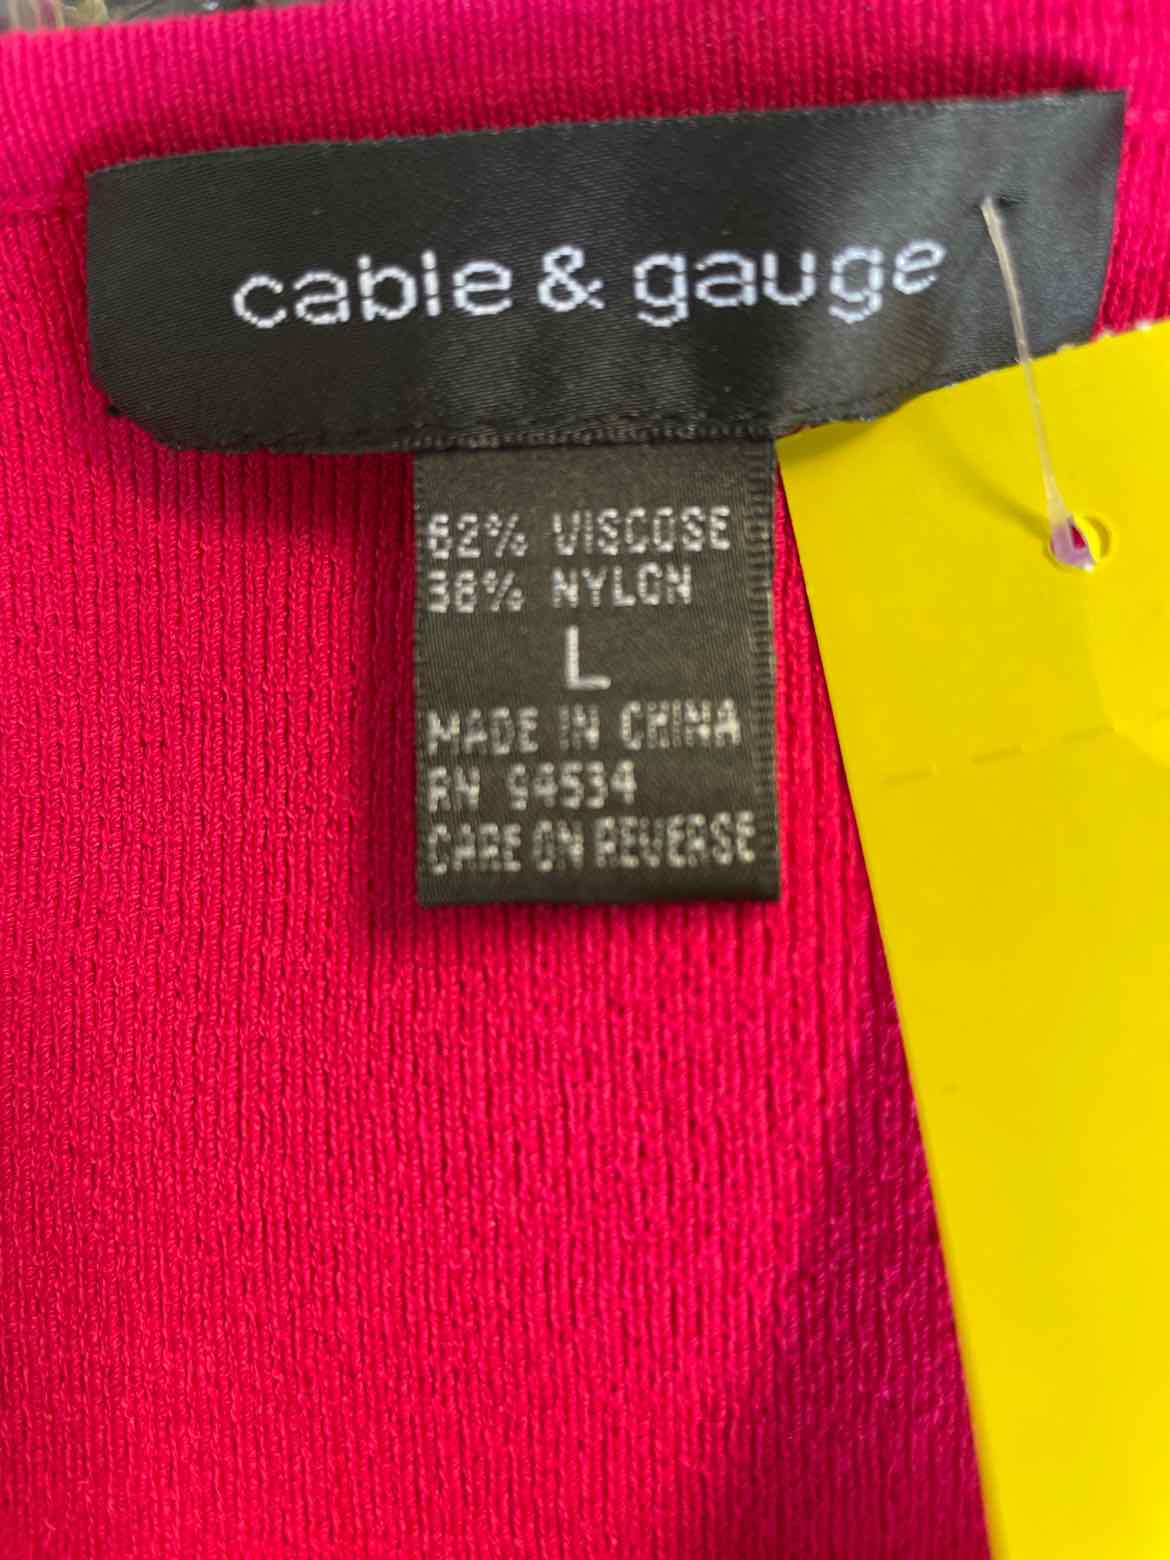 cable & gauge
62% VISCOSE
38% NYLON
L
MADE IN CHINA
RN 94534
CARE ON REVERSE